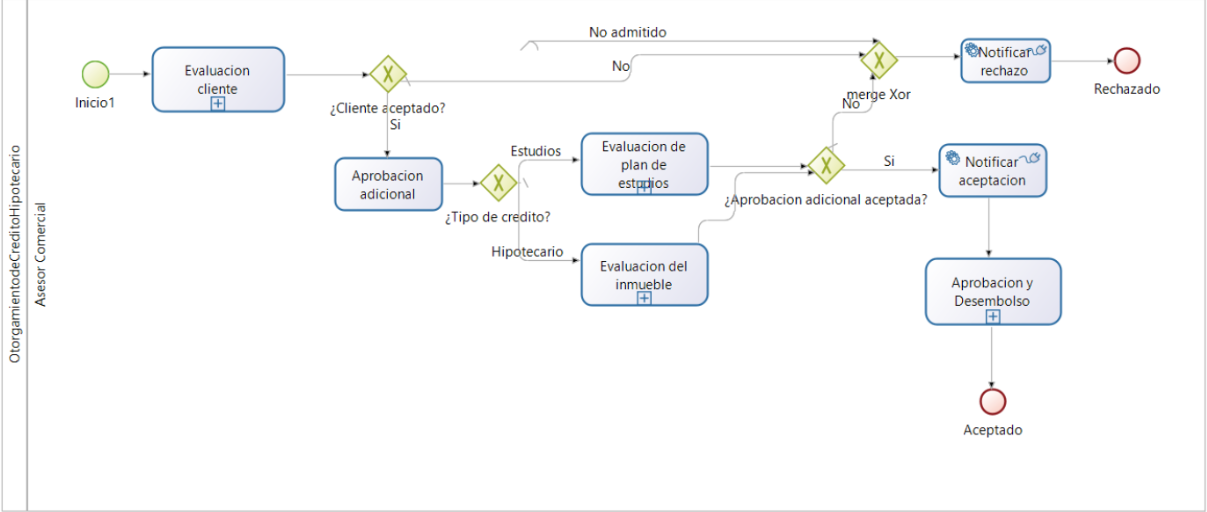 OtorgamientodeCreditoHipotecario
Asesor Comercial
Inicio1
Evaluacion
cliente
¿Cliente aceptado?
Si
No admitido
No
merge Xor
No
Notificar
rechazo
Rechazado
Aprobacion
adicional
¿Tipo de credito?
Estudios
Hipotecario
Evaluacion de
plan de
estudios
Evaluacion del
inmueble
¿Aprobacion adicional aceptada?
Si
Notificar
aceptacion
Aprobacion y
Desembolso
Aceptado